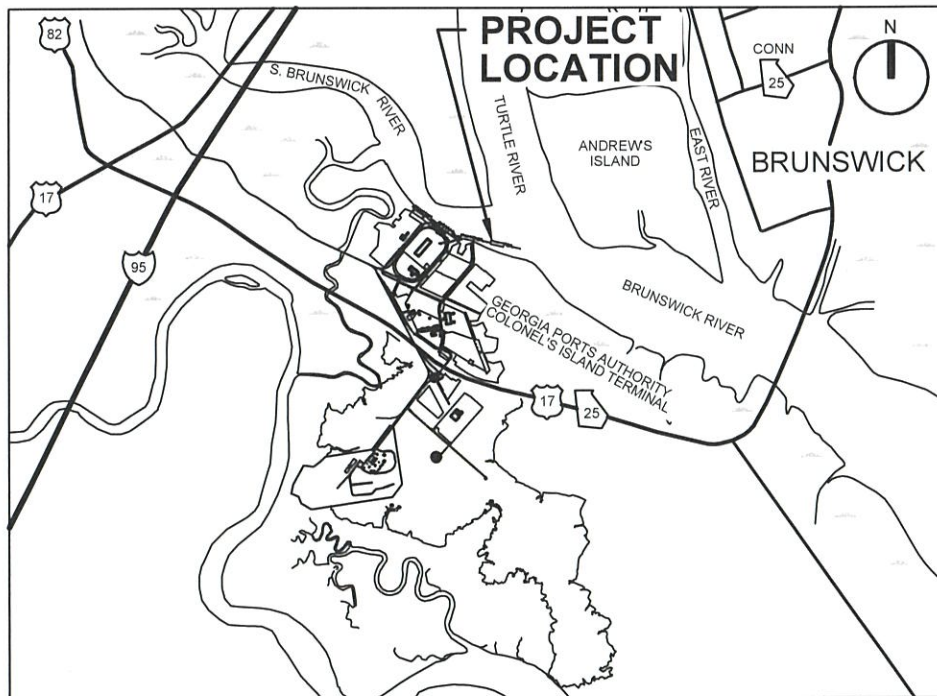 82
PROJECT
LOCATION
N
CONN
25
S. BRUNSWICK RIVER
TURTLE RIVER
ANDREW'S
ISLAND
EAST RIVER
BRUNSWICK
17
95
BRUNSWICK RIVER
GEORGIA PORTS AUTHORITY
COLONEL'S ISLAND TERMINAL
17
25